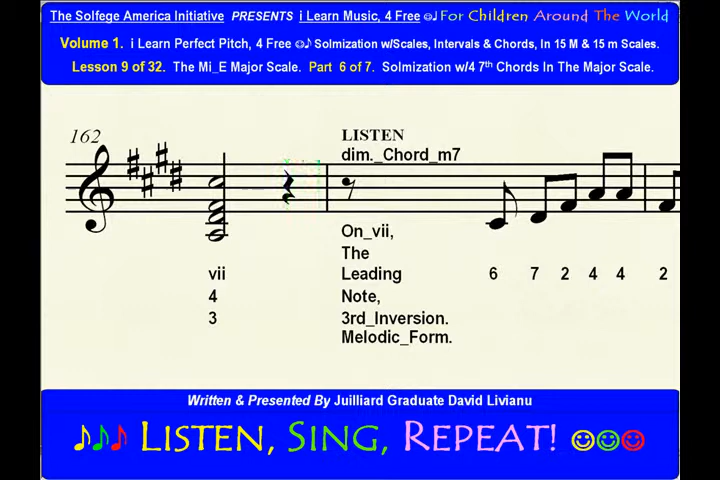 The Solfege America Initiative PRESENTS i Learn Music, 4 Free ☺♩ For Children Around The World
Volume 1. i Learn Perfect Pitch, 4 Free ☺♪ Solmization w/Scales, Intervals & Chords, In 15 M & 15 m Scales.
Lesson 9 of 32. The Mi_E Major Scale. Part 6 of 7. Solmization w/4 7th Chords In The Major Scale.
162
LISTEN
dim._Chord_m7
On_vii,
The
vii Leading 6 7 2 4 4 2
4 Note,
3 3rd_Inversion.
Melodic_Form.
Written & Presented By Juilliard Graduate David Livianu
♪♪♪ LISTEN, SING, REPEAT! ☺☺☺